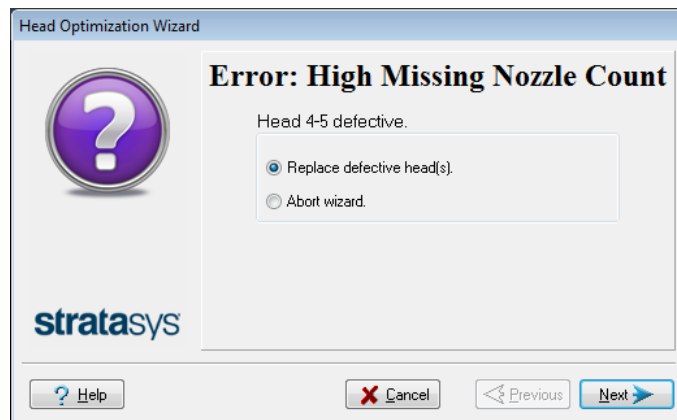 Head Optimization Wizard
Error: High Missing Nozzle Count
Head 4-5 defective.
Replace defective head(s).
Abort wizard.
stratasys
? Help
Cancel
Previous
Next